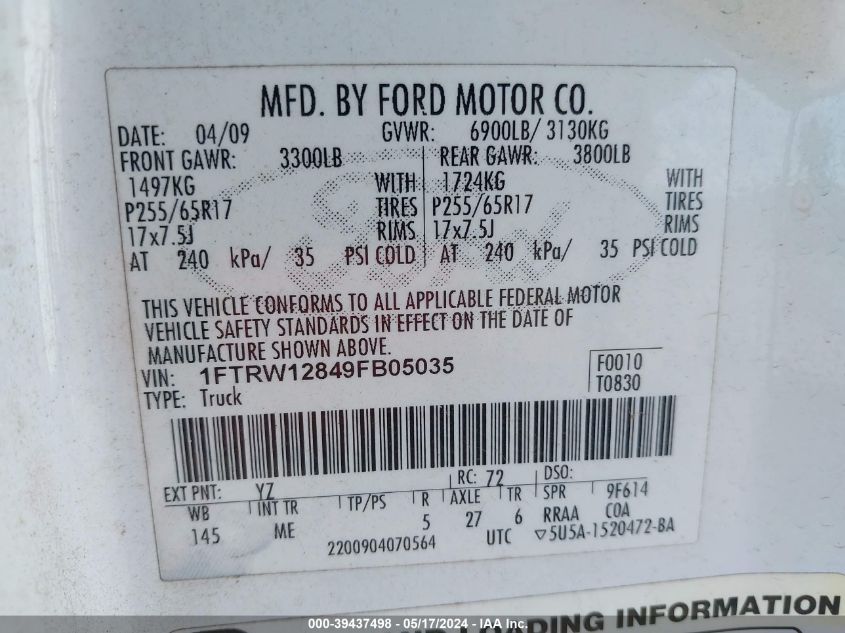 MFD. BY FORD MOTOR CO.
DATE: 04/09 GVWR: 6900LB/ 3130KG
FRONT GAWR: 3300LB REAR GAWR: 3800LB
1497KG WITH 1724KG WITH
P255/65R17 TIRES P255/65R17 TIRES
17x7.5J RIMS 17x7.5J RIMS
AT 240 kPa/ 35 PSI COLD AT 240 kPa/ 35 PSI COLD
THIS VEHICLE CONFORMS TO ALL APPLICABLE FEDERAL MOTOR
VEHICLE SAFETY STANDARDS IN EFFECT ON THE DATE OF
MANUFACTURE SHOWN ABOVE.
VIN: 1FTRW12849FB05035 F0010
TYPE: Truck T0830
EXT PNT: YZ RC: 72 DSO:
WB INT TR TP/PS R AXLE TR SPR 9F614
145 ME 5 27 6 RRAA COA
2200904070564 UTC ▽5U5A-1520472-BA
LOADING INFORMATION
000-39437498 - 05/17/2024 - IAA Inc.